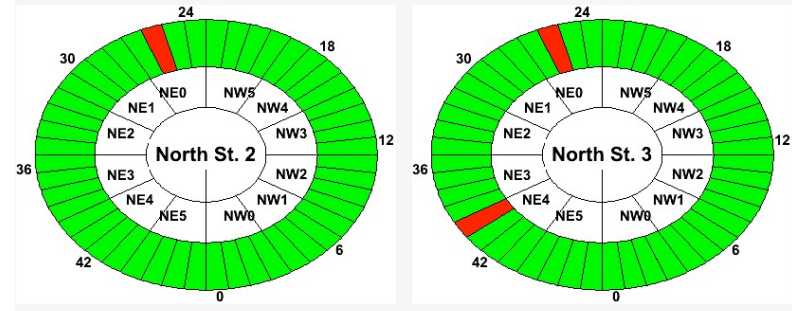 24
30
18
NE0
NW5
NE1
NW4
NE2
NW3
12
North St. 2
36
NE3
NW2
NE4
NW1
NE5
NW0
42
6
0
24
30
18
NE0
NW5
NE1
NW4
NE2
NW3
12
North St. 3
36
NE3
NW2
NE4
NW1
NE5
NW0
42
6
0